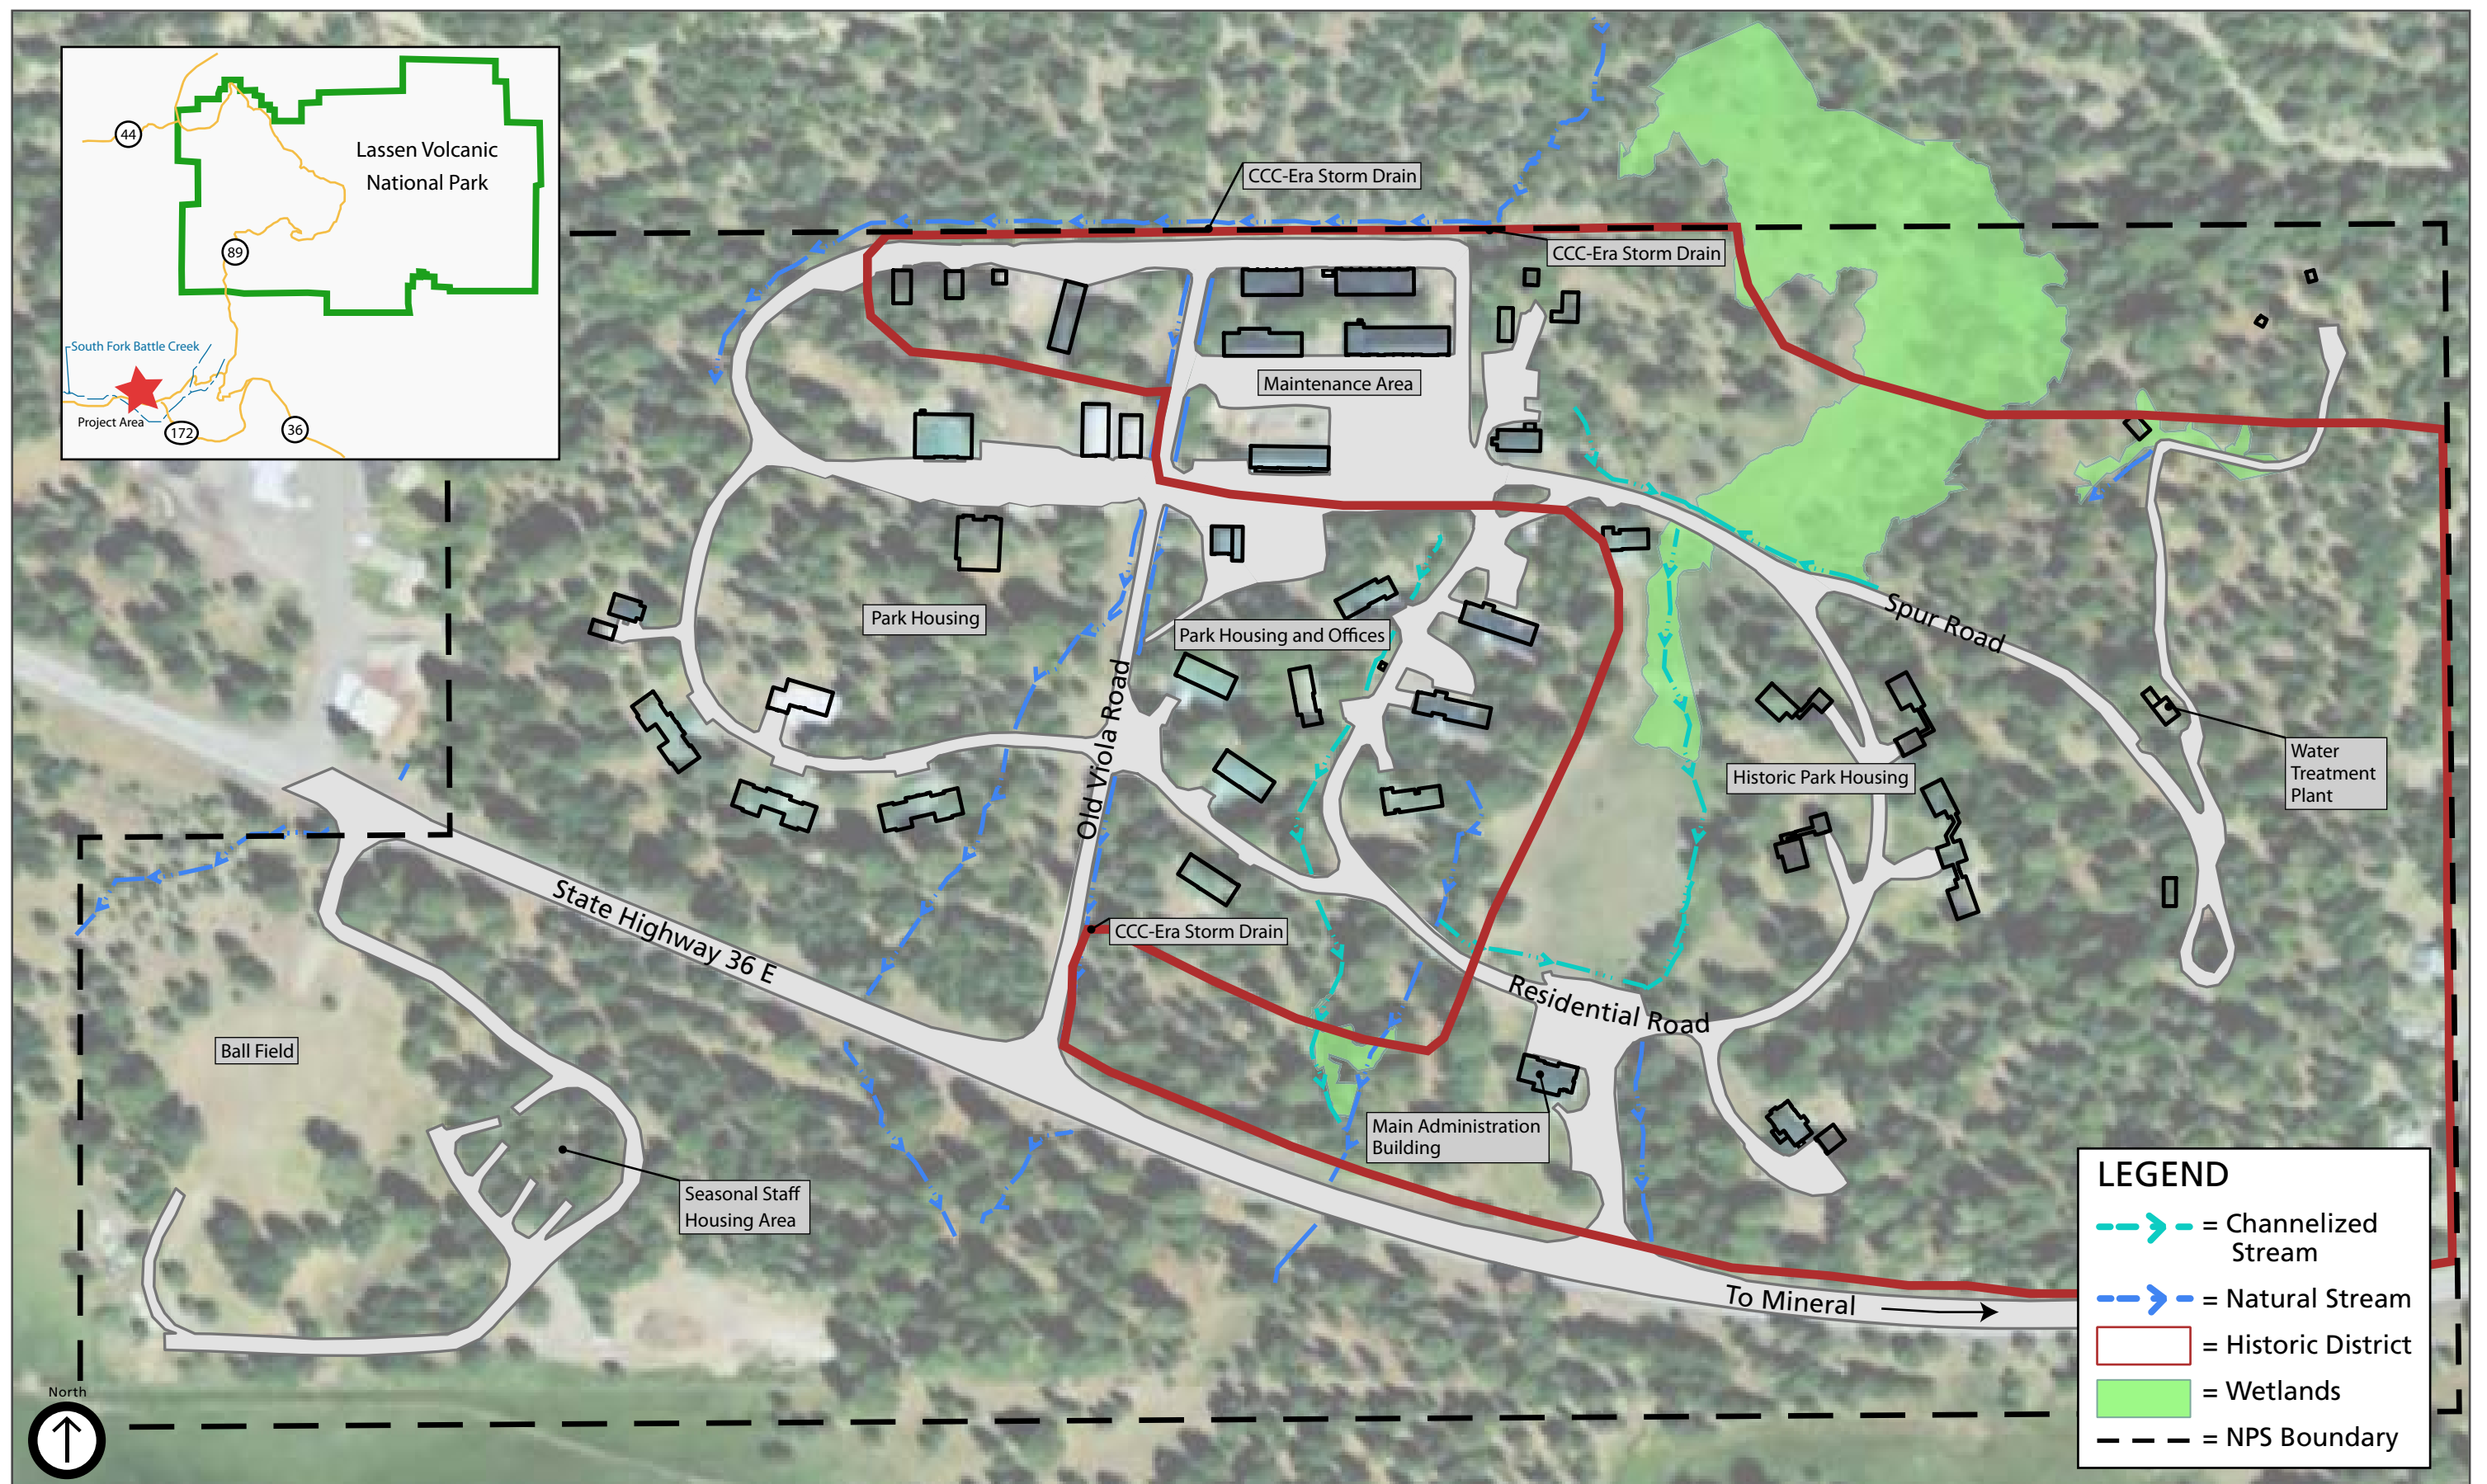 44
Lassen Volcanic
National Park
89
South Fork Battle Creek
Project Area
172
36
CCC-Era Storm Drain
CCC-Era Storm Drain
Maintenance Area
Park Housing
Park Housing and Offices
Spur Road
Old Viola Road
Historic Park Housing
Water
Treatment
Plant
State Highway 36 E
CCC-Era Storm Drain
Residential Road
Ball Field
Main Administration
Building
Seasonal Staff
Housing Area
To Mineral
North
LEGEND
= Channelized
Stream
= Natural Stream
= Historic District
= Wetlands
= NPS Boundary